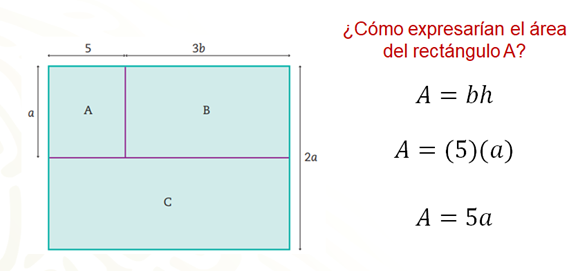 5 3b
a
A B
C
2a
¿Cómo expresarían el área
del rectángulo A?
A = bh
A = (5)(a)
A = 5a